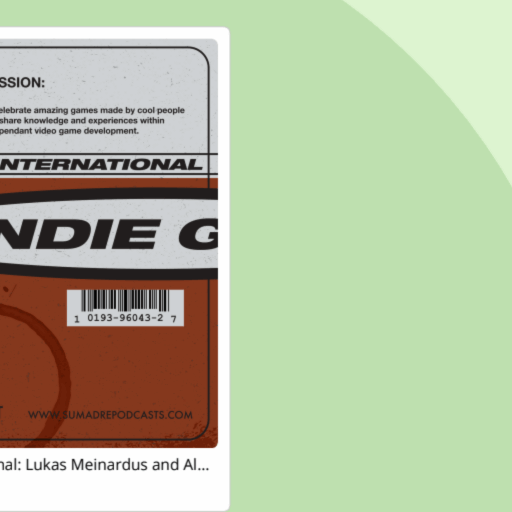 SSION:
elebrate amazing games made by cool people
share knowledge and experiences within
pendant video game development.
NTERNATIONAL
NDIE G
1 0193-96043-2 7
WWW.SUMADREPODCASTS.COM
nal: Lukas Meinardus and Al...